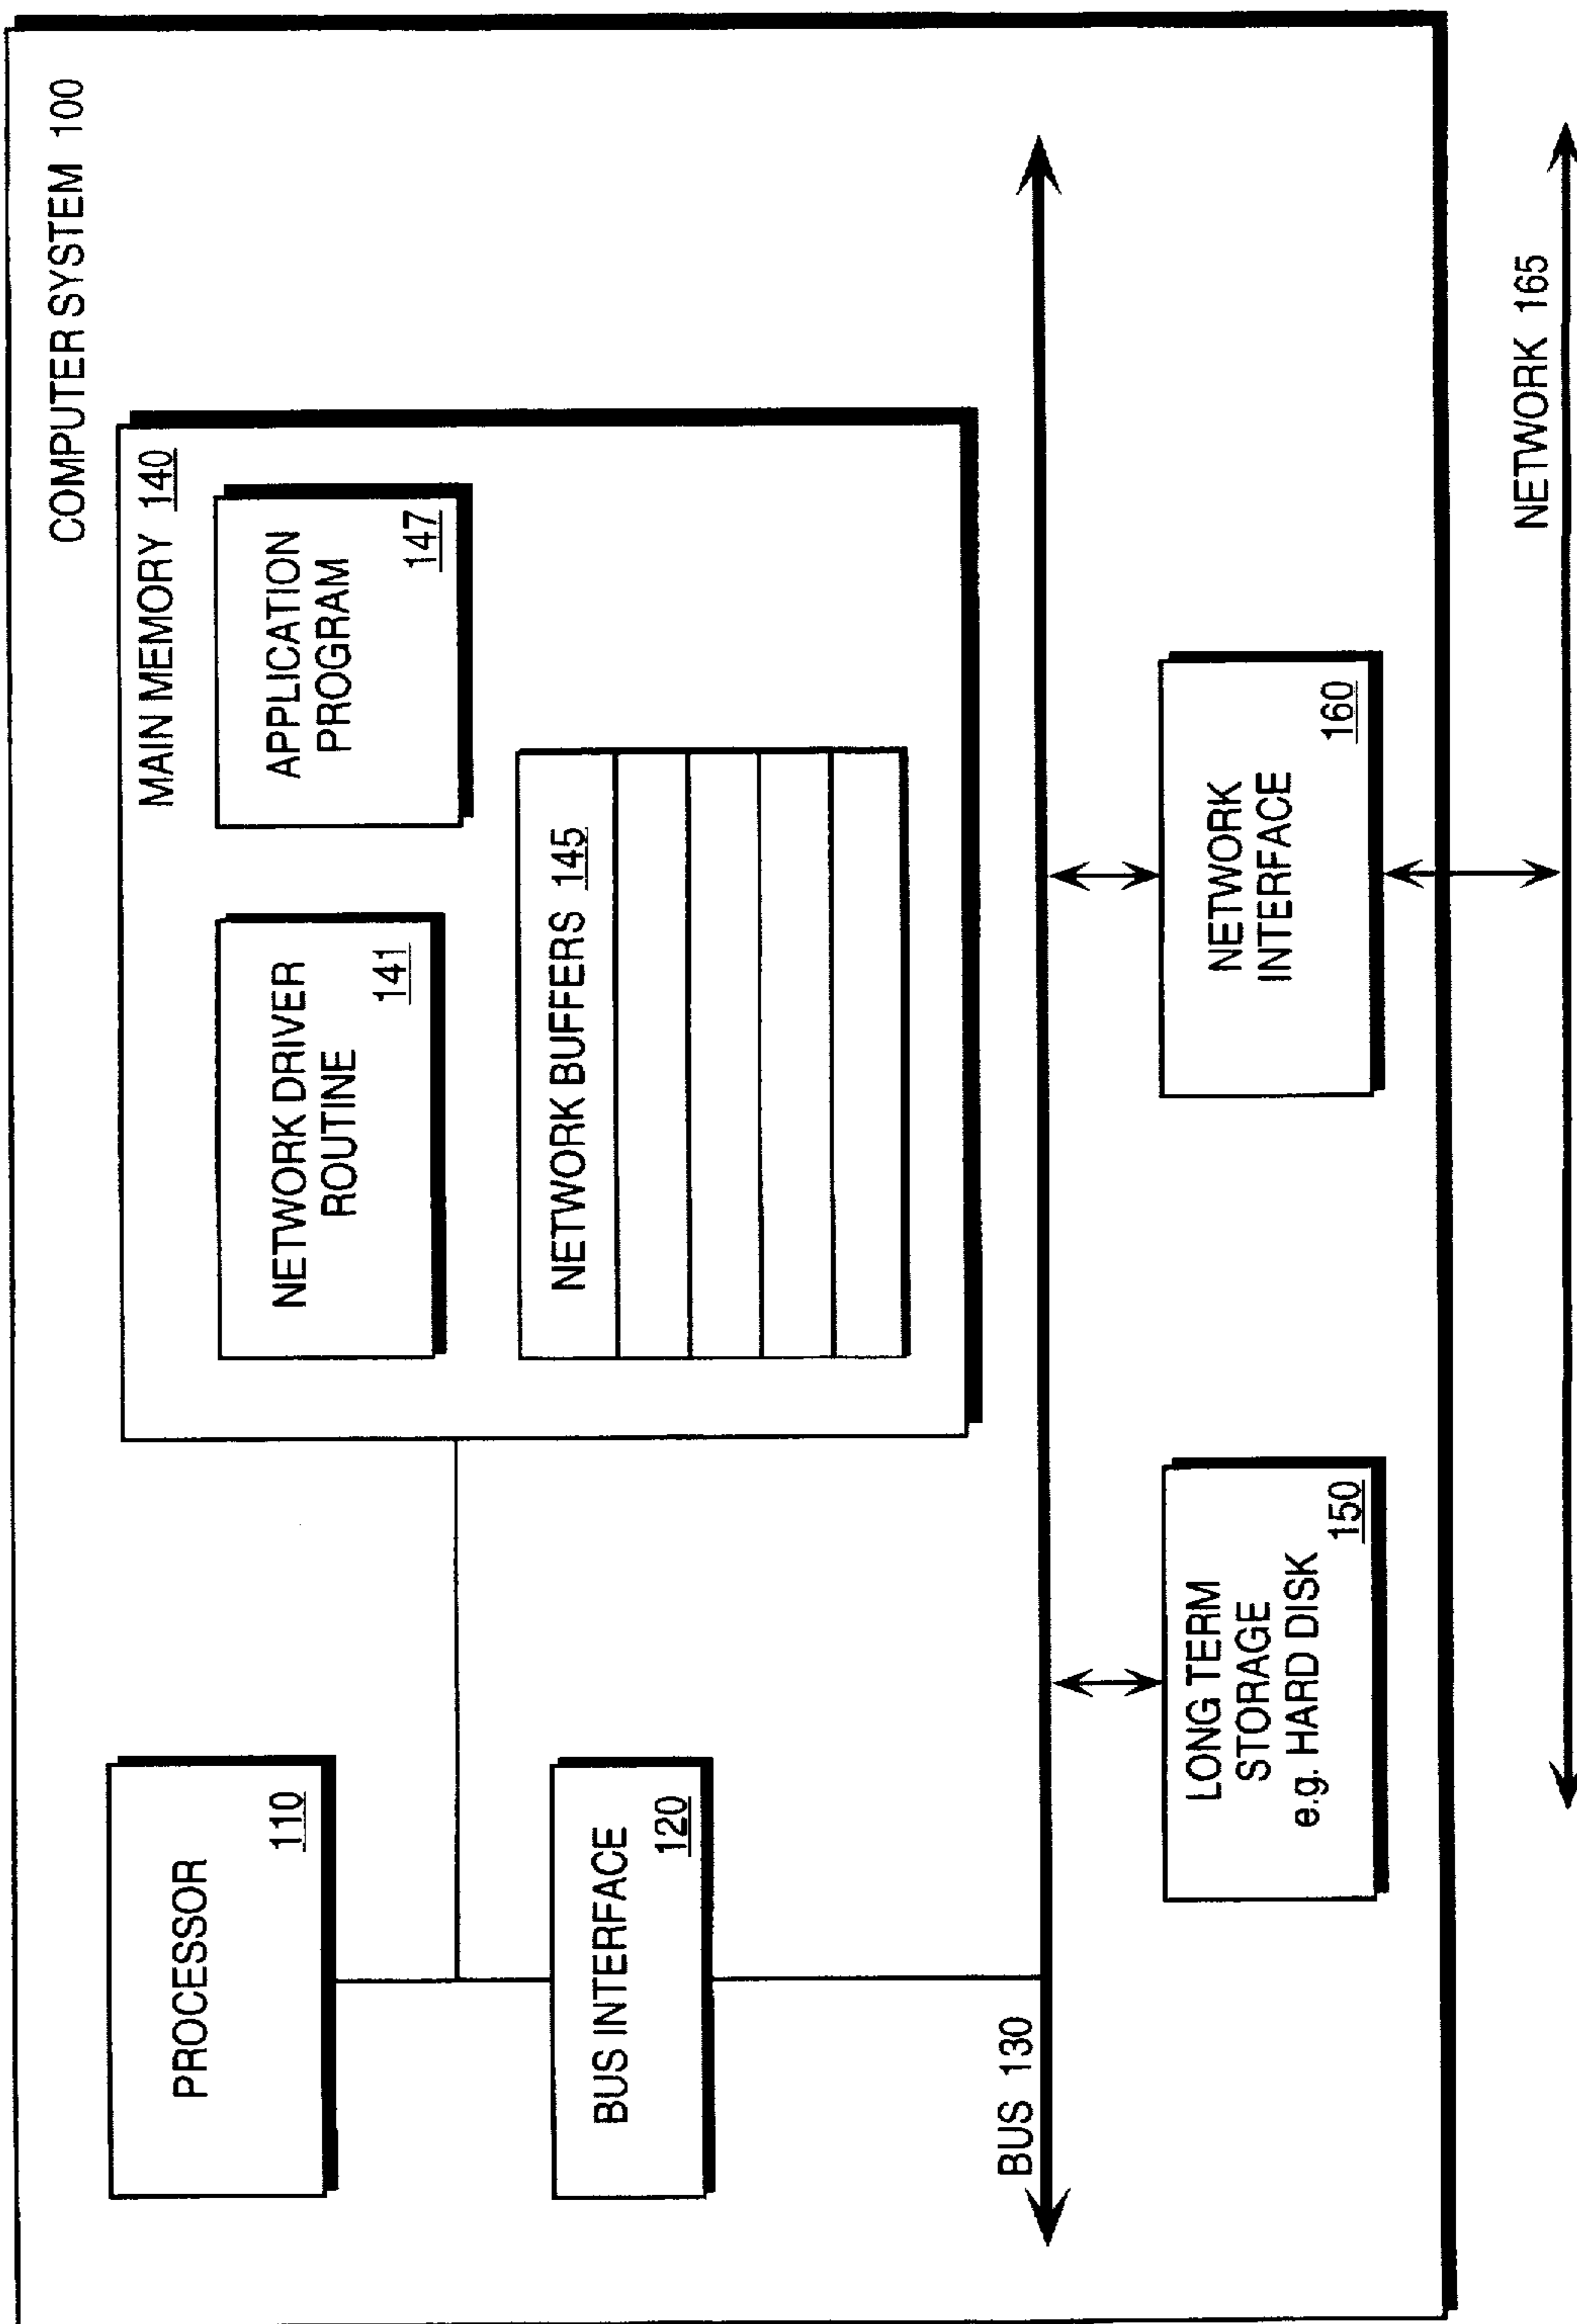 COMPUTER SYSTEM 100
PROCESSOR
110
BUS INTERFACE
120
MAIN MEMORY 140
NETWORK DRIVER
ROUTINE
141
APPLICATION
PROGRAM
147
NETWORK BUFFERS 145
BUS 130
LONG TERM
STORAGE
e.g. HARD DISK
150
NETWORK
INTERFACE
160
NETWORK 165